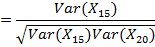 = Var(X₁₅) / √(Var(X₁₅)Var(X₂₀))